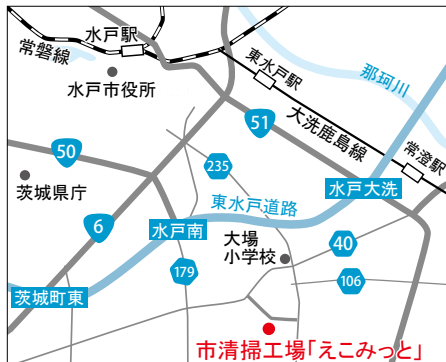 水戸駅
常磐線
水戸市役所
東水戸駅
那珂川
51
大洗鹿島線
常澄駅
50
235
水戸大洗
茨城県庁
東水戸道路
6
水戸南
大場
小学校
40
179
106
茨城町東
市清掃工場「えこみっと」